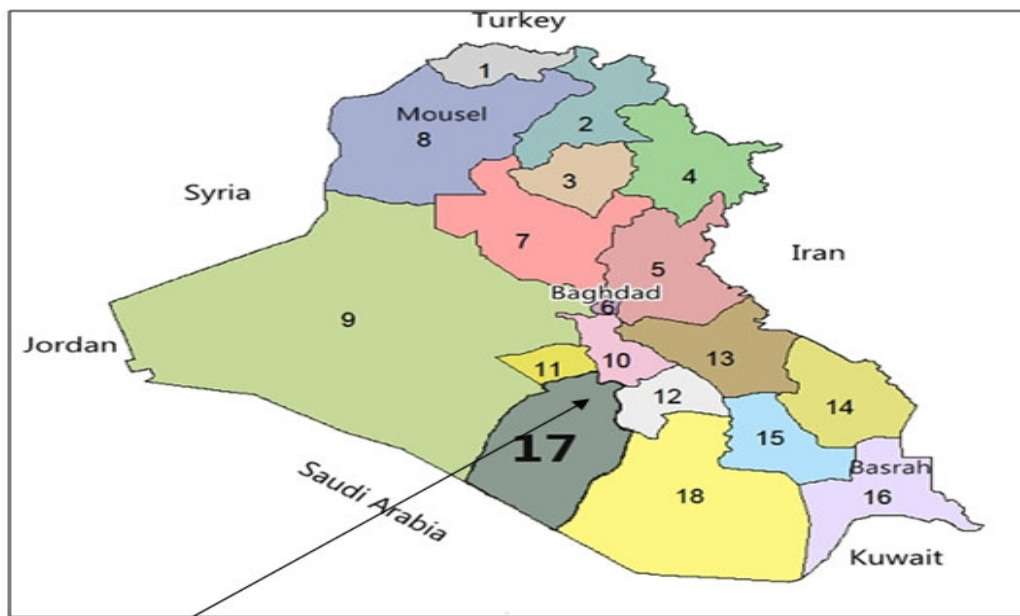 Turkey
1
Mousel
8
2
3
4
Syria
7
5
Iran
Baghdad
6
9
Jordan
10
13
11
12
14
15
17
Basrah
16
18
Saudi Arabia
Kuwait